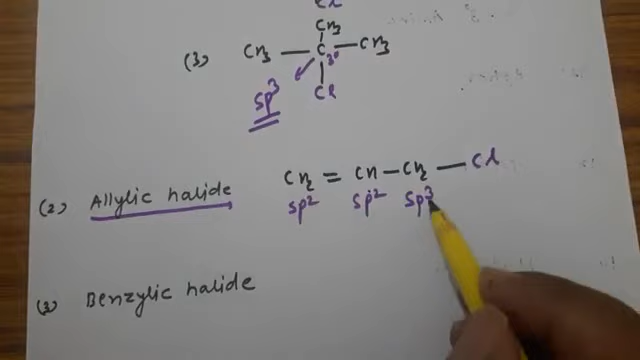 Cl
CH3
(3) CH3 — C — CH3
3°
Cl
sp3
(2) Allylic halide CH2 = CH — CH2 — Cl
sp2 sp2 sp3
(3) Benzylic halide